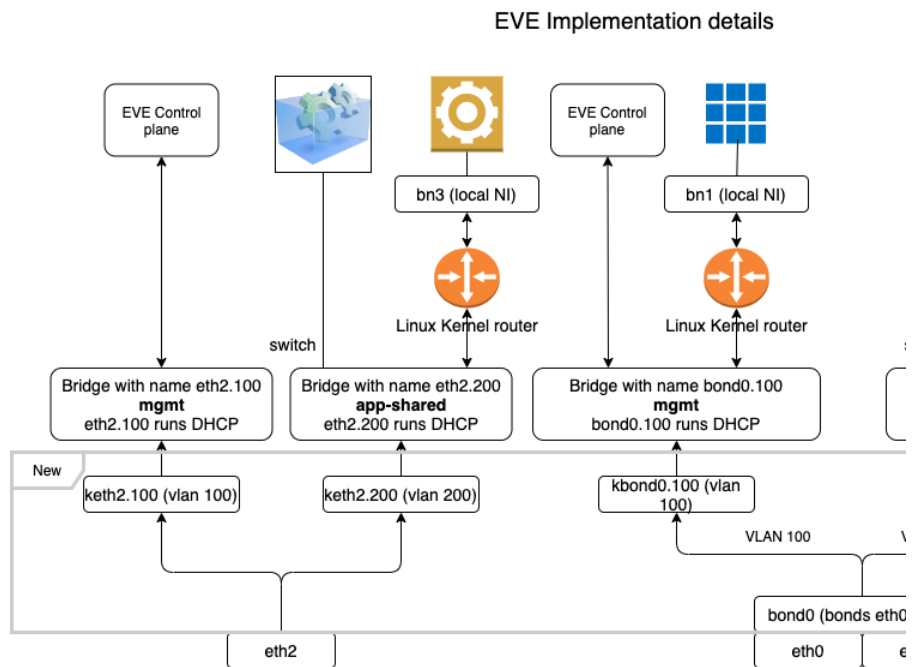 EVE Implementation details
EVE Control
plane
EVE Control
plane
bn3 (local NI)
bn1 (local NI)
Linux Kernel router
Linux Kernel router
switch
Bridge with name eth2.100
mgmt
eth2.100 runs DHCP
Bridge with name eth2.200
app-shared
eth2.200 runs DHCP
Bridge with name bond0.100
mgmt
bond0.100 runs DHCP
New
keth2.100 (vlan 100)
keth2.200 (vlan 200)
kbond0.100 (vlan
100)
VLAN 100
bond0 (bonds eth0
eth2
eth0